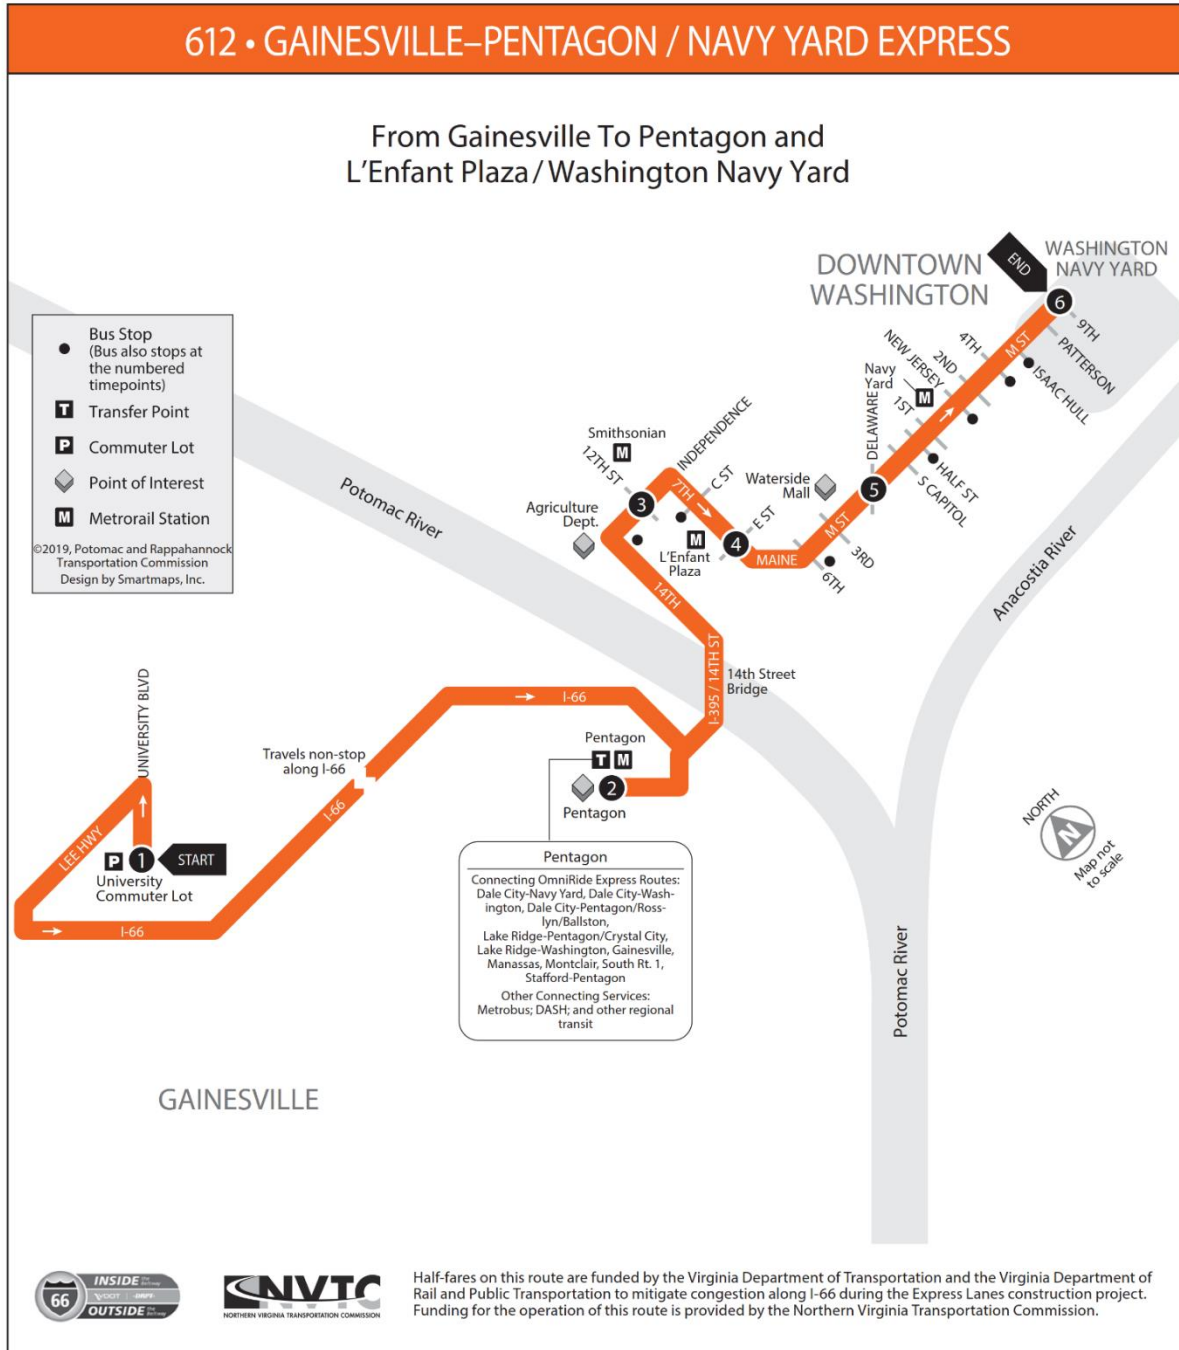 612 • GAINESVILLE–PENTAGON / NAVY YARD EXPRESS
From Gainesville To Pentagon and
L’Enfant Plaza/Washington Navy Yard
DOWNTOWN
WASHINGTON
END
WASHINGTON
NAVY YARD
6
9TH
PATTERSON
ISAAC HULL
M ST
4TH
2ND
NEW JERSEY
Navy
Yard
M
1ST
HALF ST
S CAPITOL
DELAWARE
5
Waterside
Mall
M ST
3RD
6TH
MAINE
E ST
4
C ST
L’Enfant
Plaza
M
7TH
INDEPENDENCE
Smithsonian
M
12TH ST
3
Agriculture
Dept.
14TH
I-395 / 14TH ST
14th Street
Bridge
Potomac River
Anacostia River
Potomac River
Bus Stop
(Bus also stops at
the numbered
timepoints)
T Transfer Point
P Commuter Lot
Point of Interest
M Metrorail Station
©2019, Potomac and Rappahannock
Transportation Commission
Design by Smartmaps, Inc.
UNIVERSITY BLVD
LEE HWY
P
1
START
University
Commuter Lot
I-66
I-66
Travels non-stop
along I-66
I-66
Pentagon
T M
2
Pentagon
Pentagon
Connecting OmniRide Express Routes:
Dale City-Navy Yard, Dale City-Wash-
ington, Dale City-Pentagon/Ross-
lyn/Ballston,
Lake Ridge-Pentagon/Crystal City,
Lake Ridge-Washington, Gainesville,
Manassas, Montclair, South Rt. 1,
Stafford-Pentagon
Other Connecting Services:
Metrobus; DASH; and other regional
transit
NORTH
N
Map not
to scale
GAINESVILLE
66
INSIDE the Beltway
VDOT DRPT
OUTSIDE the Beltway
NVTC
NORTHERN VIRGINIA TRANSPORTATION COMMISSION
Half-fares on this route are funded by the Virginia Department of Transportation and the Virginia Department of
Rail and Public Transportation to mitigate congestion along I-66 during the Express Lanes construction project.
Funding for the operation of this route is provided by the Northern Virginia Transportation Commission.